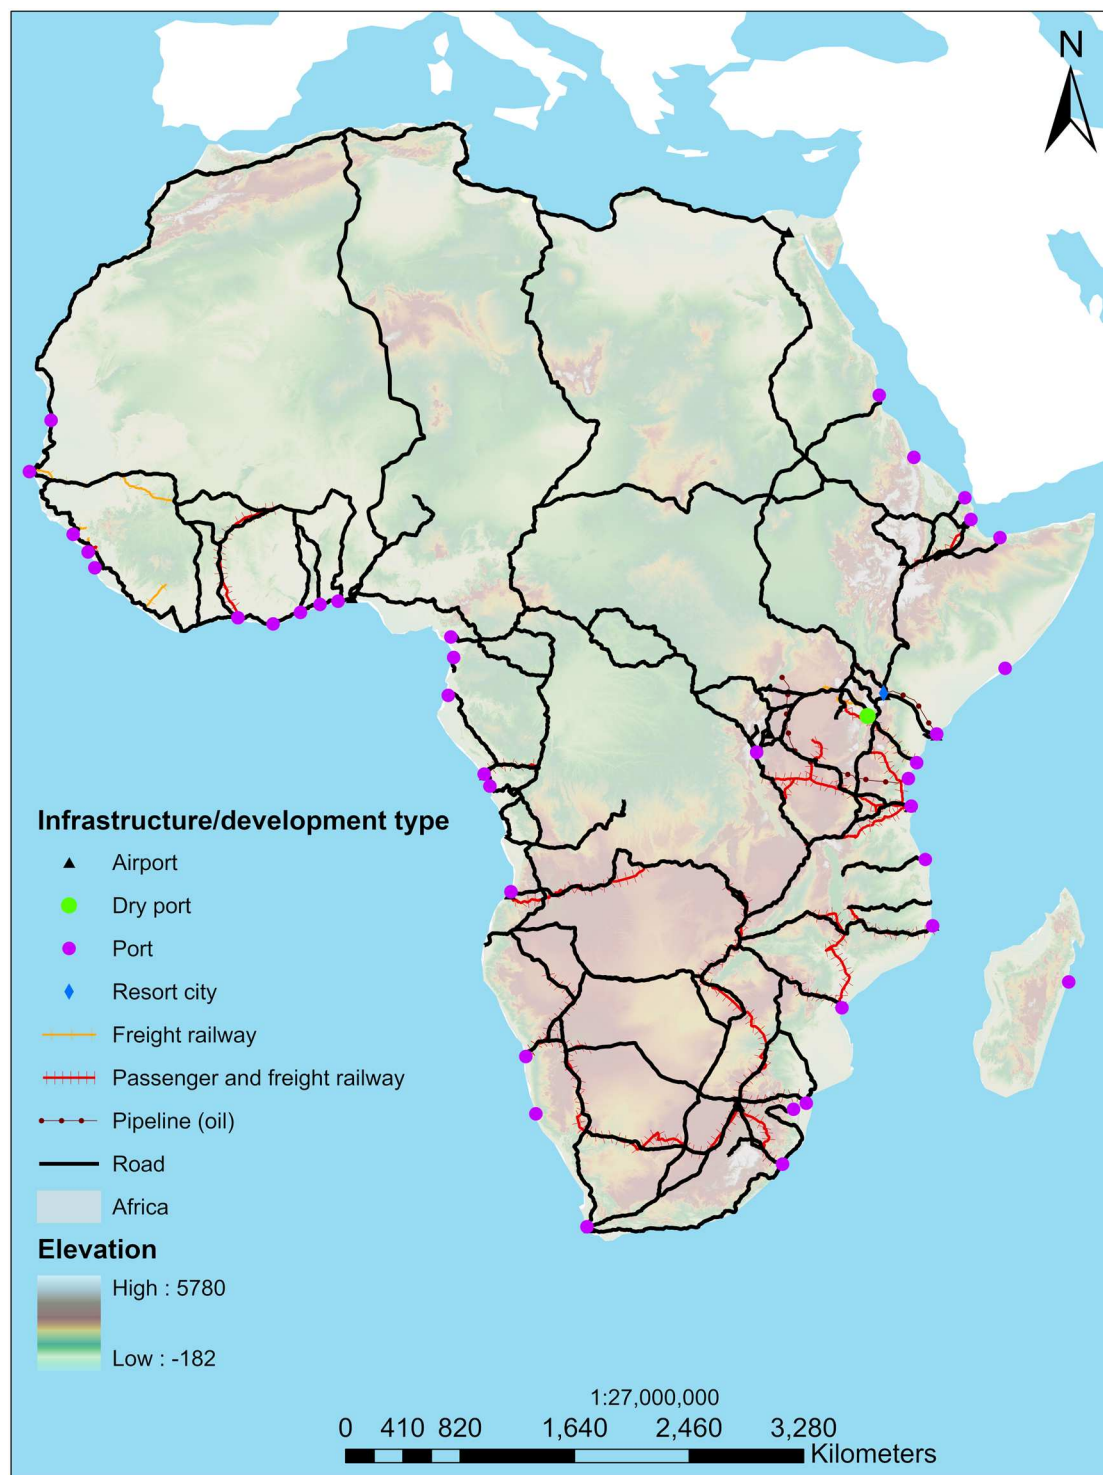 N
Infrastructure/development type
Airport
Dry port
Port
Resort city
Freight railway
Passenger and freight railway
Pipeline (oil)
Road
Africa
Elevation
High : 5780
Low : -182
1:27,000,000
0 410 820 1,640 2,460 3,280
Kilometers